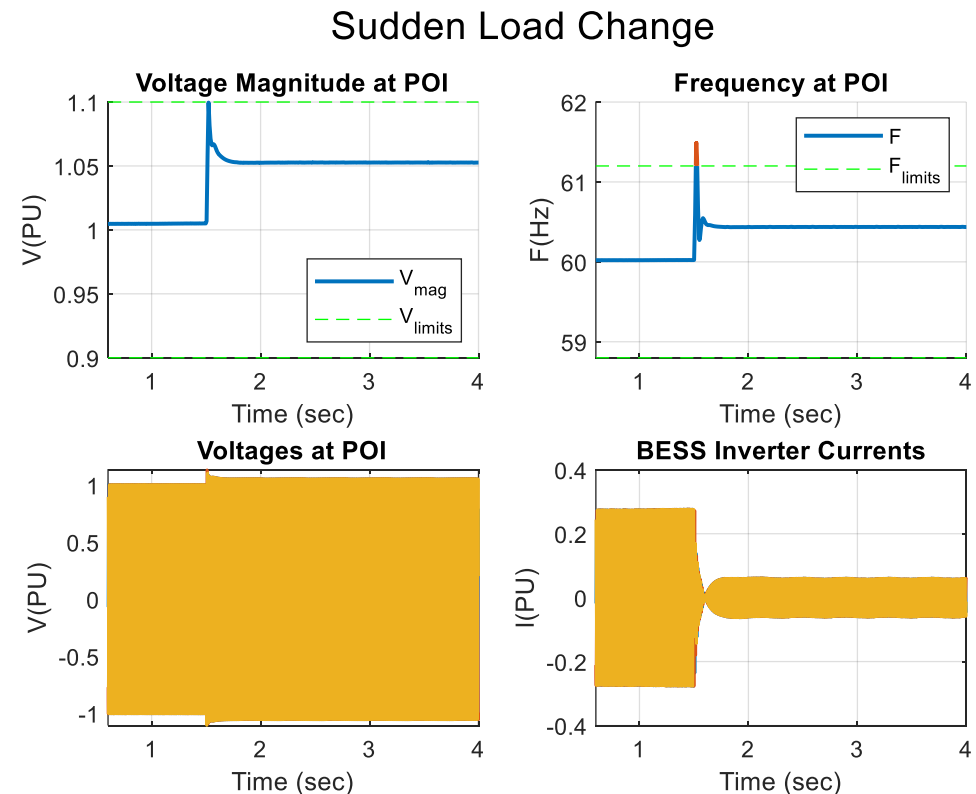 Sudden Load Change
Voltage Magnitude at POI
V(PU)
1.1
1.05
1
0.95
0.9
V_mag
V_limits
1 2 3 4
Time (sec)
Frequency at POI
F(Hz)
62
61
60
59
F
F_limits
1 2 3 4
Time (sec)
Voltages at POI
V(PU)
1
0.5
0
-0.5
-1
1 2 3 4
Time (sec)
BESS Inverter Currents
I(PU)
0.4
0.2
0
-0.2
-0.4
1 2 3 4
Time (sec)